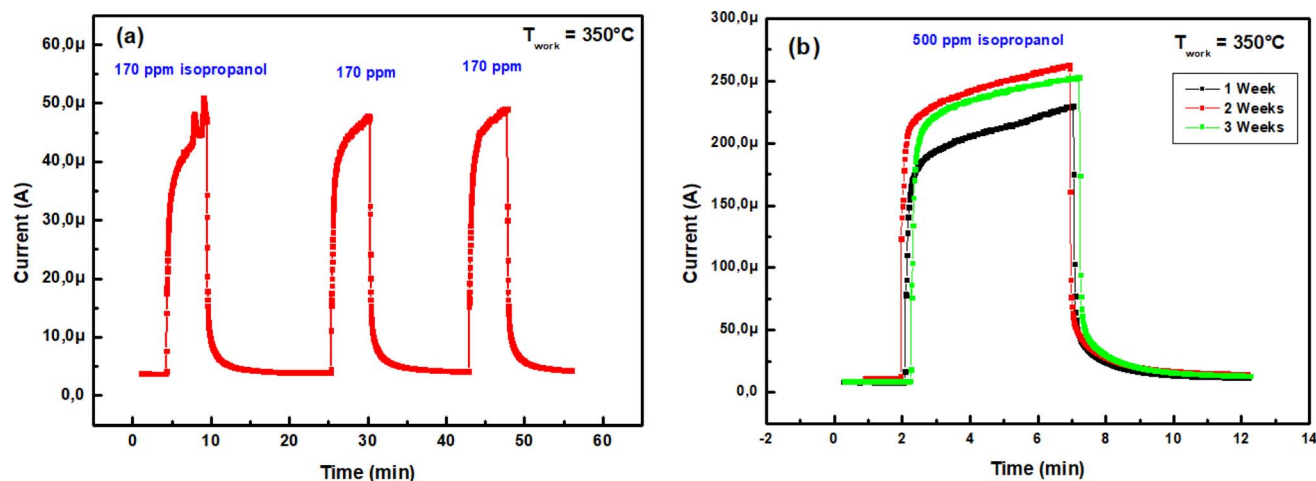 (a)
T work = 350°C
170 ppm isopropanol
170 ppm
170 ppm
Current (A)
60,0µ
50,0µ
40,0µ
30,0µ
20,0µ
10,0µ
0,0
0
10
20
30
40
50
60
Time (min)
(b)
500 ppm isopropanol
T work = 350°C
1 Week
2 Weeks
3 Weeks
Current (A)
300,0µ
250,0µ
200,0µ
150,0µ
100,0µ
50,0µ
0,0
-2
0
2
4
6
8
10
12
14
Time (min)